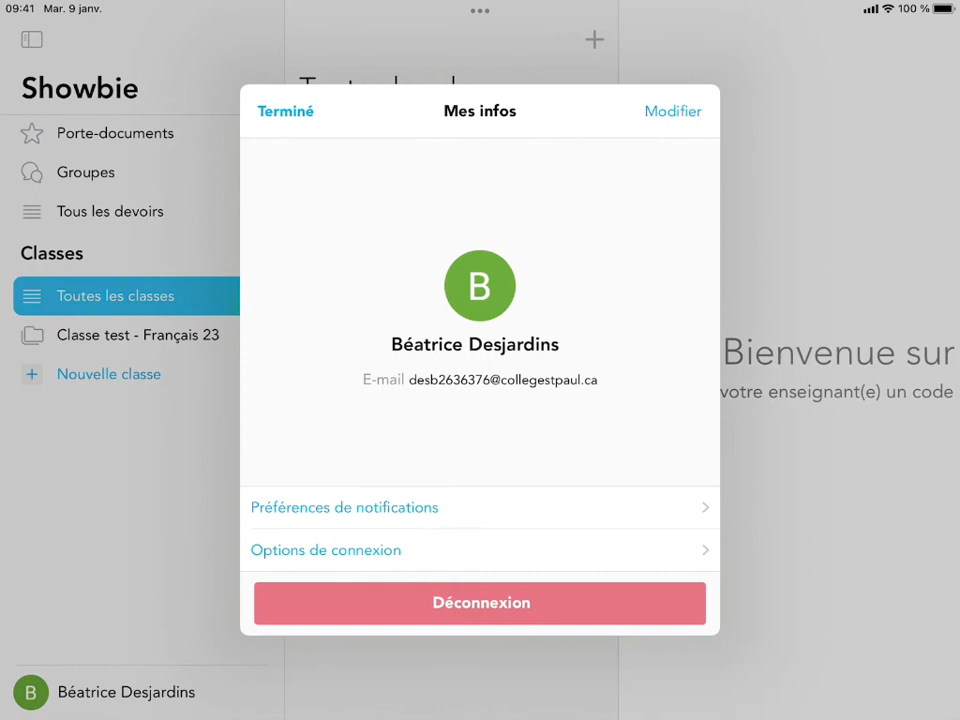 09:41 Mar. 9 janv.
100 %
Showbie
Porte-documents
Groupes
Tous les devoirs
Classes
Toutes les classes
Classe test - Français 23
Nouvelle classe
B Béatrice Desjardins
Terminé Mes infos Modifier
B
Béatrice Desjardins
E-mail desb2636376@collegestpaul.ca
Préférences de notifications
Options de connexion
Déconnexion
Bienvenue sur
votre enseignant(e) un code